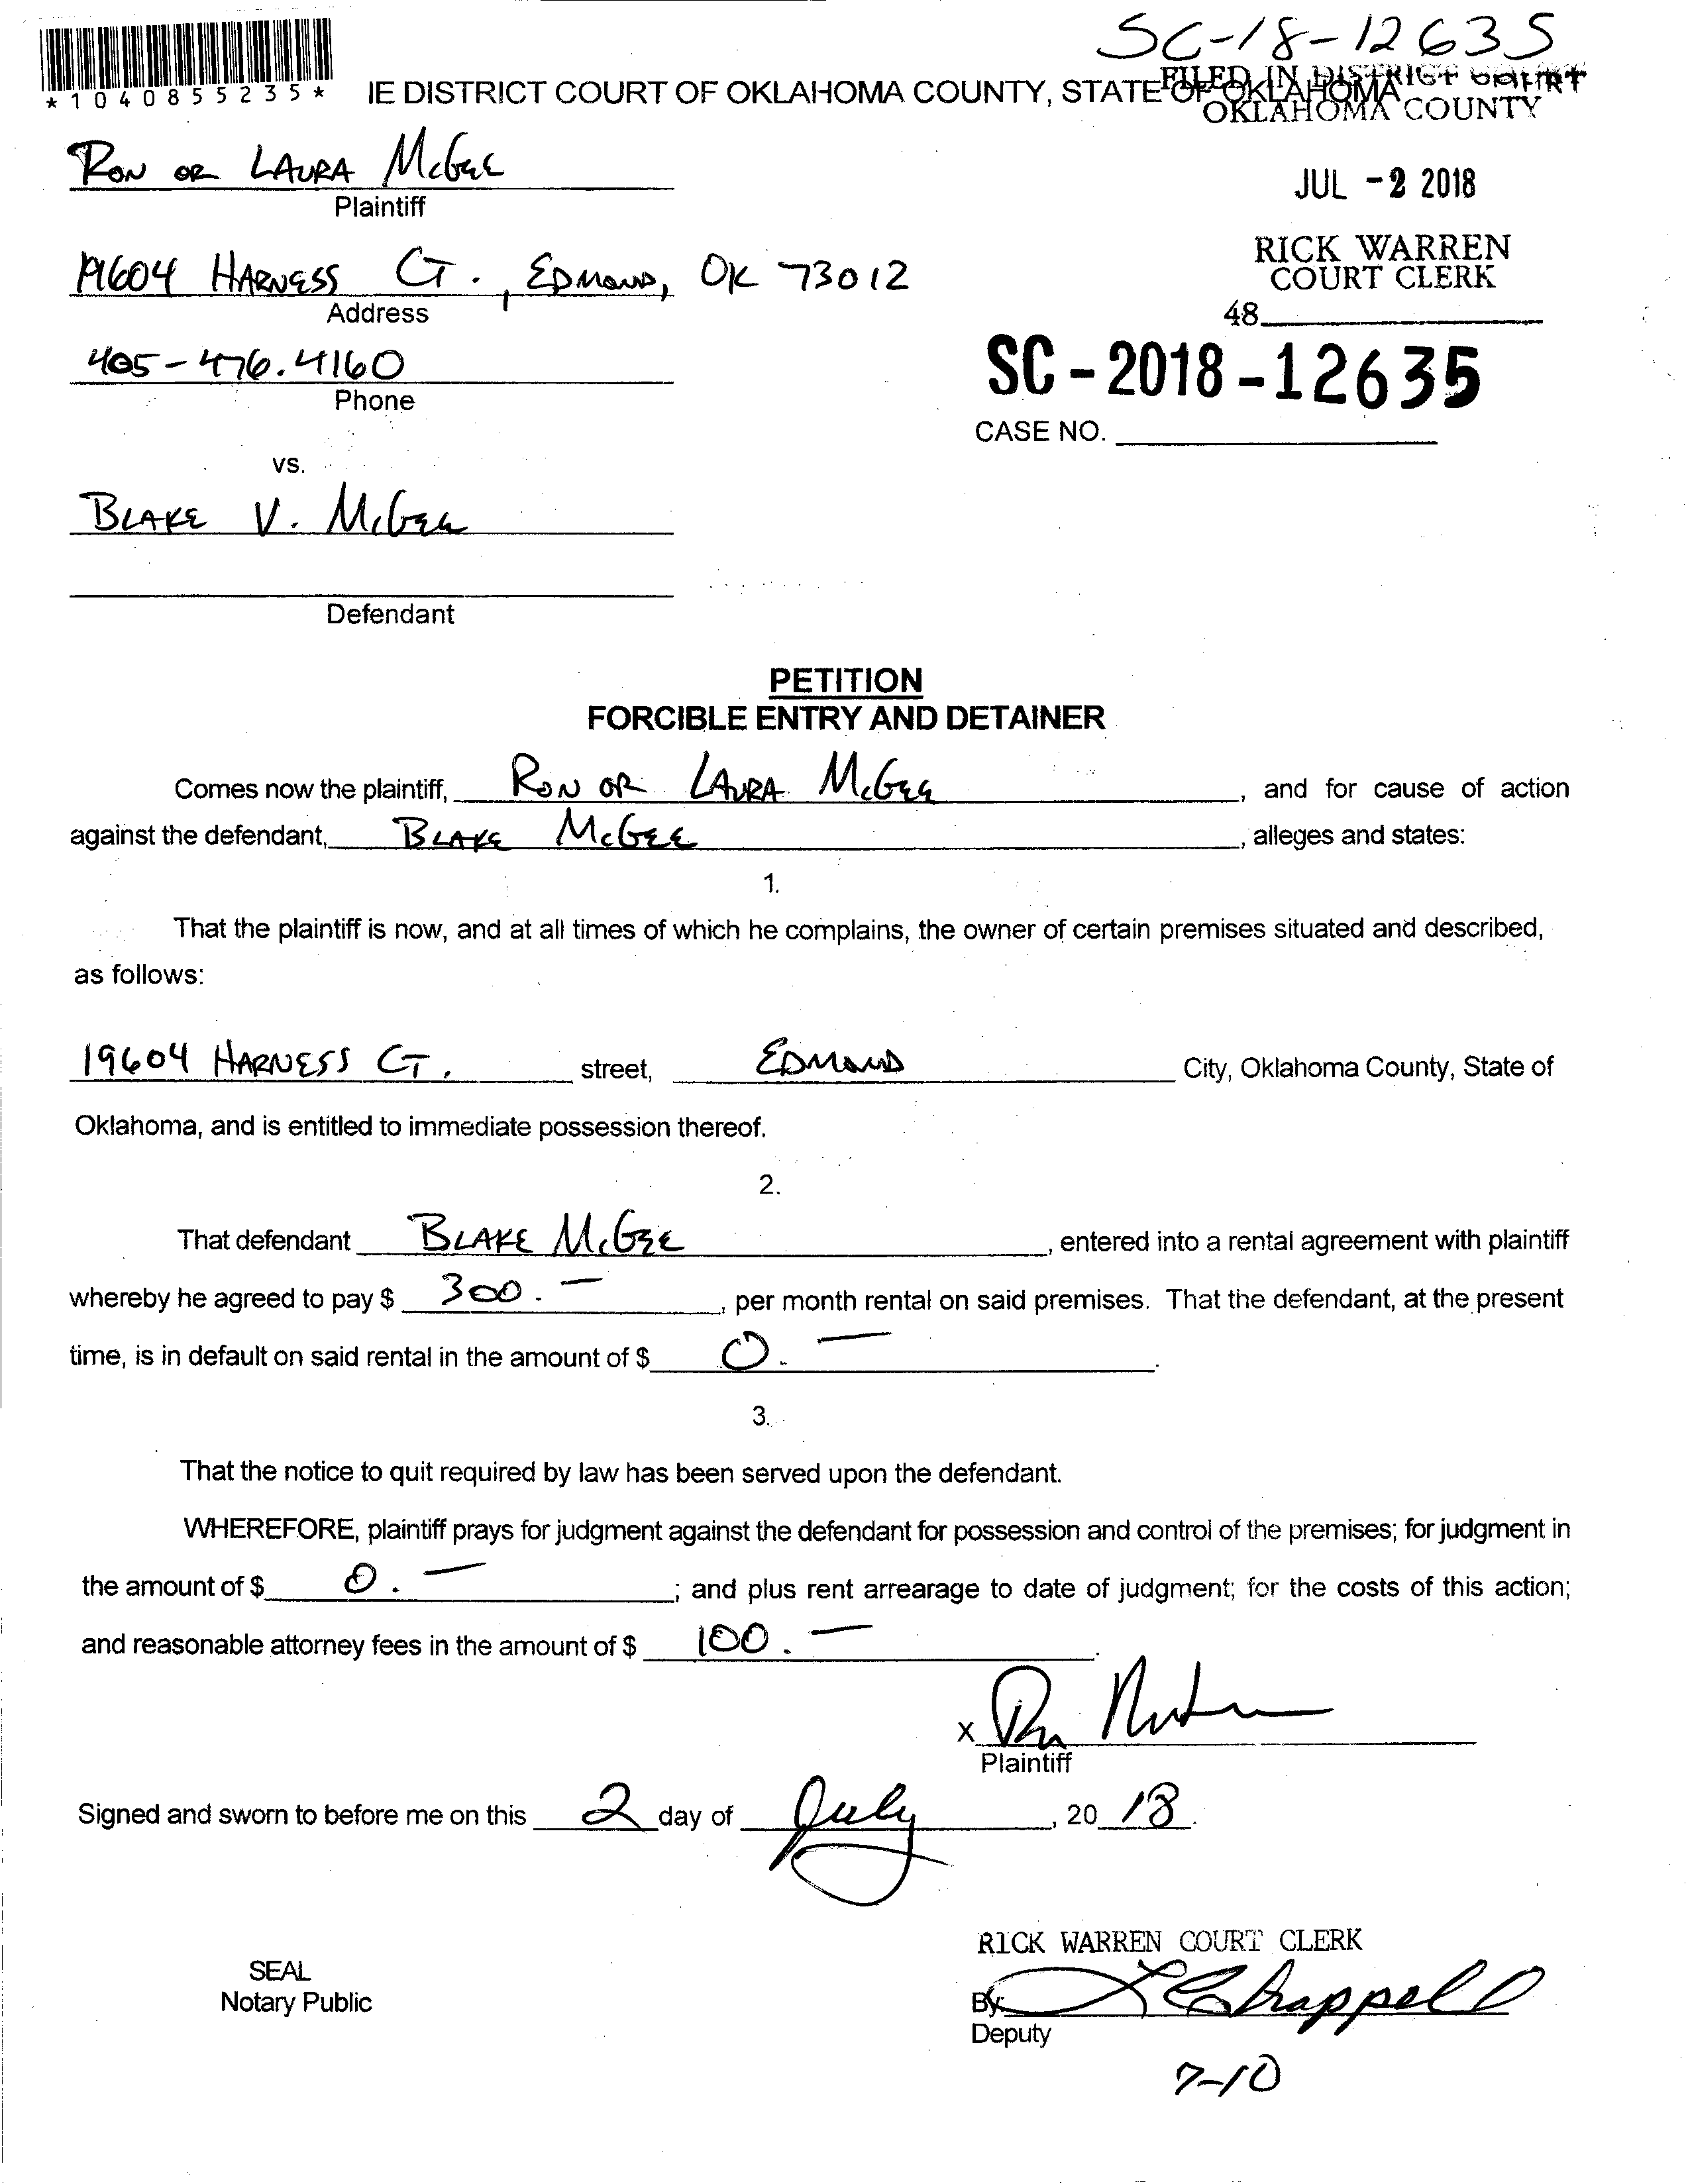 SC-18-12635
*1040855235*
IE DISTRICT COURT OF OKLAHOMA COUNTY, STATE OF OKLAHOMA
FILED IN DISTRICT COURT
OKLAHOMA COUNTY
RON OR LAURA McGEE
Plaintiff
JUL -2 2018
19604 HARNESS CT., EDMOND, OK 73012
Address
RICK WARREN
COURT CLERK
48
405-476.4160
Phone
SC-2018-12635
CASE NO.
vs.
BLAKE V. McGEE
Defendant
PETITION
FORCIBLE ENTRY AND DETAINER
Comes now the plaintiff, RON OR LAURA McGEE, and for cause of action
against the defendant, BLAKE McGEE, alleges and states:
1.
That the plaintiff is now, and at all times of which he complains, the owner of certain premises situated and described,
as follows:
19604 HARNESS CT. street, EDMOND City, Oklahoma County, State of
Oklahoma, and is entitled to immediate possession thereof.
2.
That defendant BLAKE McGEE, entered into a rental agreement with plaintiff
whereby he agreed to pay $ 300.—, per month rental on said premises. That the defendant, at the present
time, is in default on said rental in the amount of $ 0.—.
3.
That the notice to quit required by law has been served upon the defendant.
WHEREFORE, plaintiff prays for judgment against the defendant for possession and control of the premises; for judgment in
the amount of $ 0.—; and plus rent arrearage to date of judgment; for the costs of this action;
and reasonable attorney fees in the amount of $ 100.—.
X
Plaintiff
Signed and sworn to before me on this 2 day of July, 20 18.
RICK WARREN COURT CLERK
SEAL
Notary Public
By: Chappell
Deputy
7-10